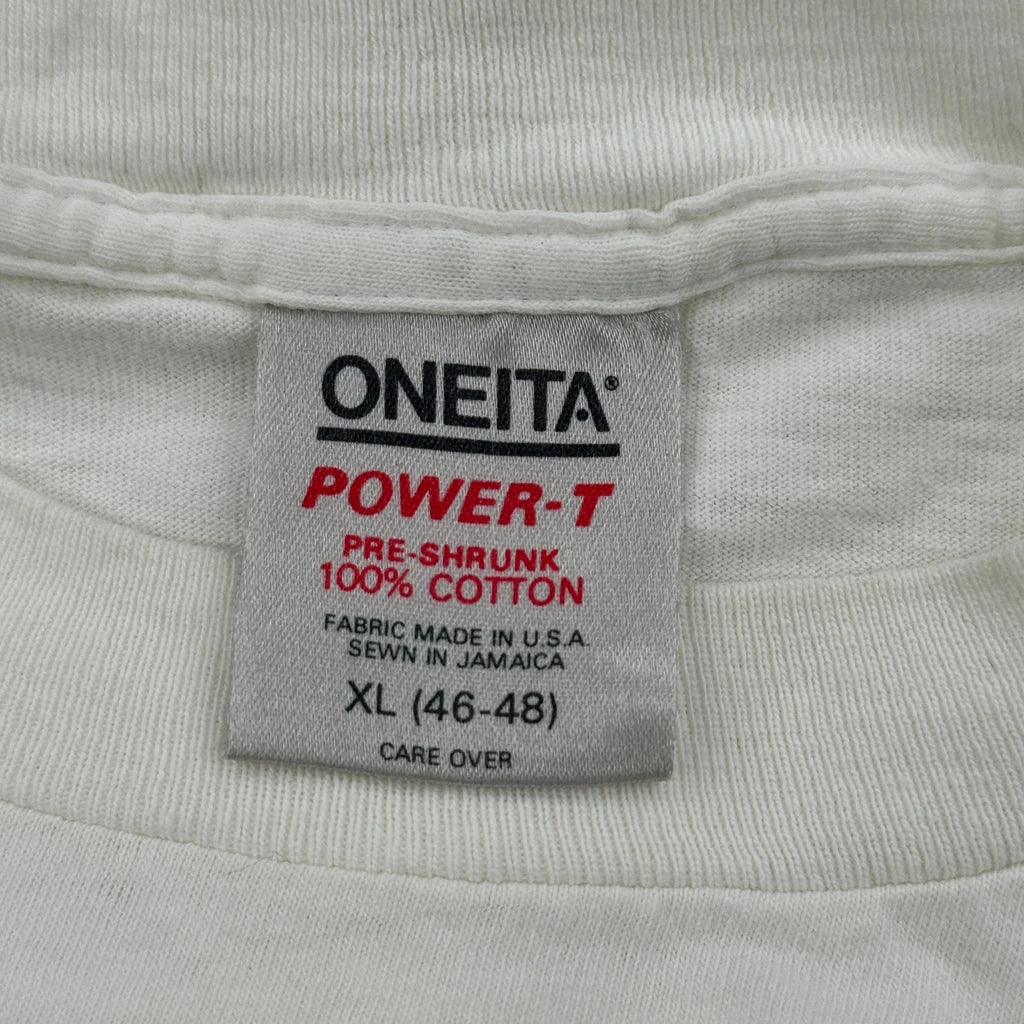 ONEITA®
POWER-T
PRE-SHRUNK
100% COTTON
FABRIC MADE IN U.S.A.
SEWN IN JAMAICA
XL (46-48)
CARE OVER